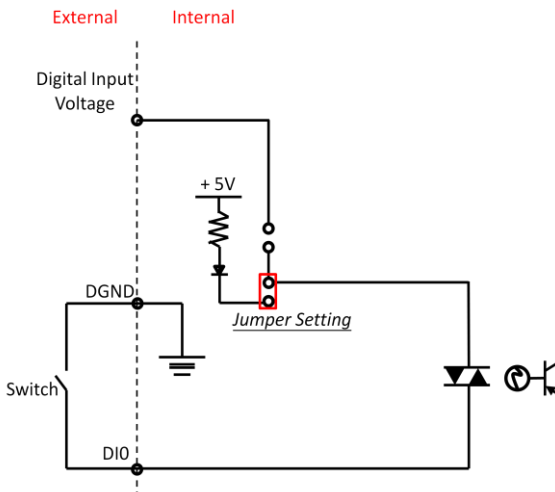 External
Internal
Digital Input
Voltage
+ 5V
DGND
Jumper Setting
Switch
DI0